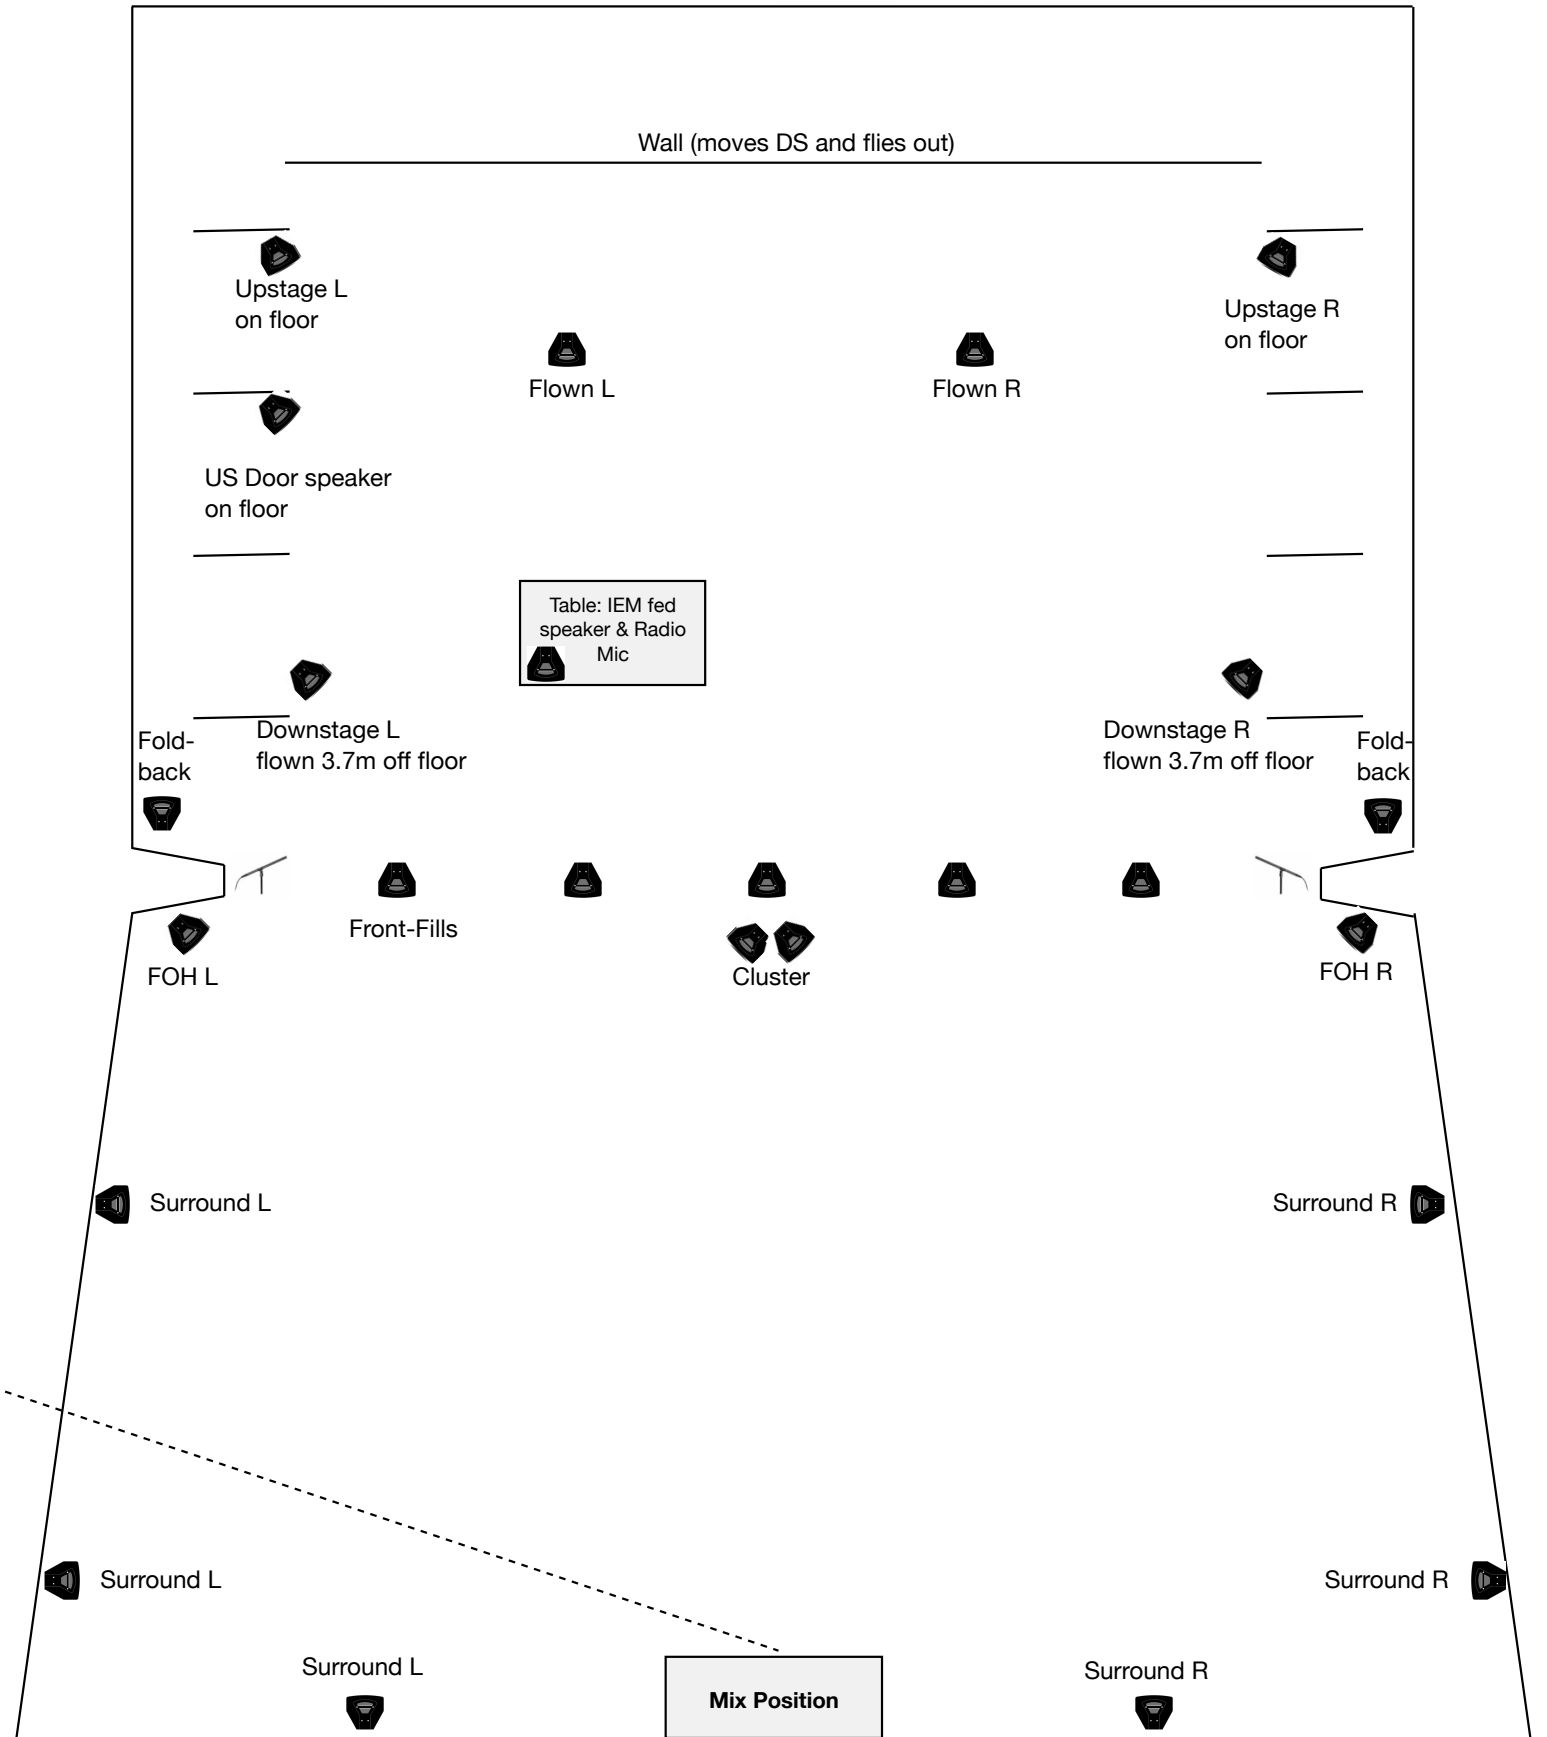 Wall (moves DS and flies out)
Upstage L
on floor
Upstage R
on floor
Flown L
Flown R
US Door speaker
on floor
Table: IEM fed
speaker & Radio
Mic
Downstage L
flown 3.7m off floor
Downstage R
flown 3.7m off floor
Fold-
back
Fold-
back
Front-Fills
FOH L
Cluster
FOH R
Surround L
Surround R
Surround L
Surround R
Surround L
Surround R
Mix Position